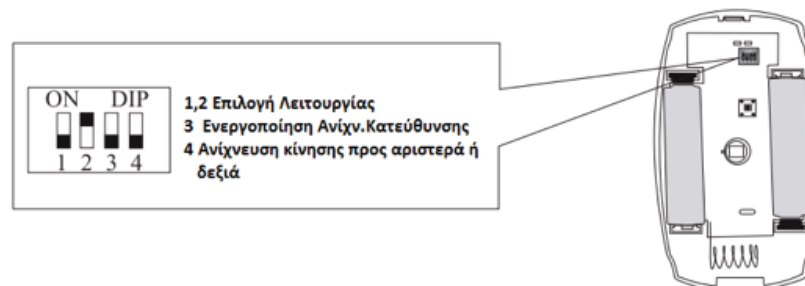 ON DIP
1 2 3 4
1,2 Επιλογή Λειτουργίας
3 Ενεργοποίηση Ανίχν.Κατεύθυνσης
4 Ανίχνευση κίνησης προς αριστερά ή
δεξιά